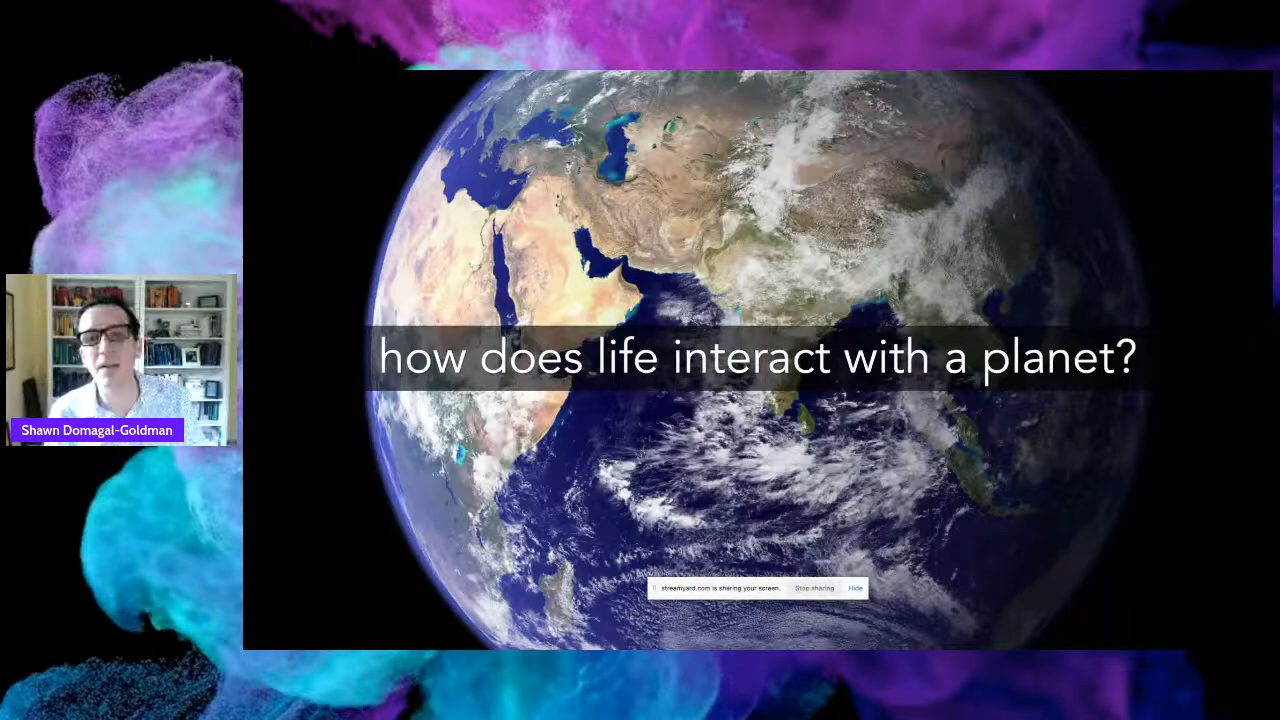 how does life interact with a planet?
Shawn Domagal-Goldman
streamyard.com is sharing your screen. Stop sharing Hide